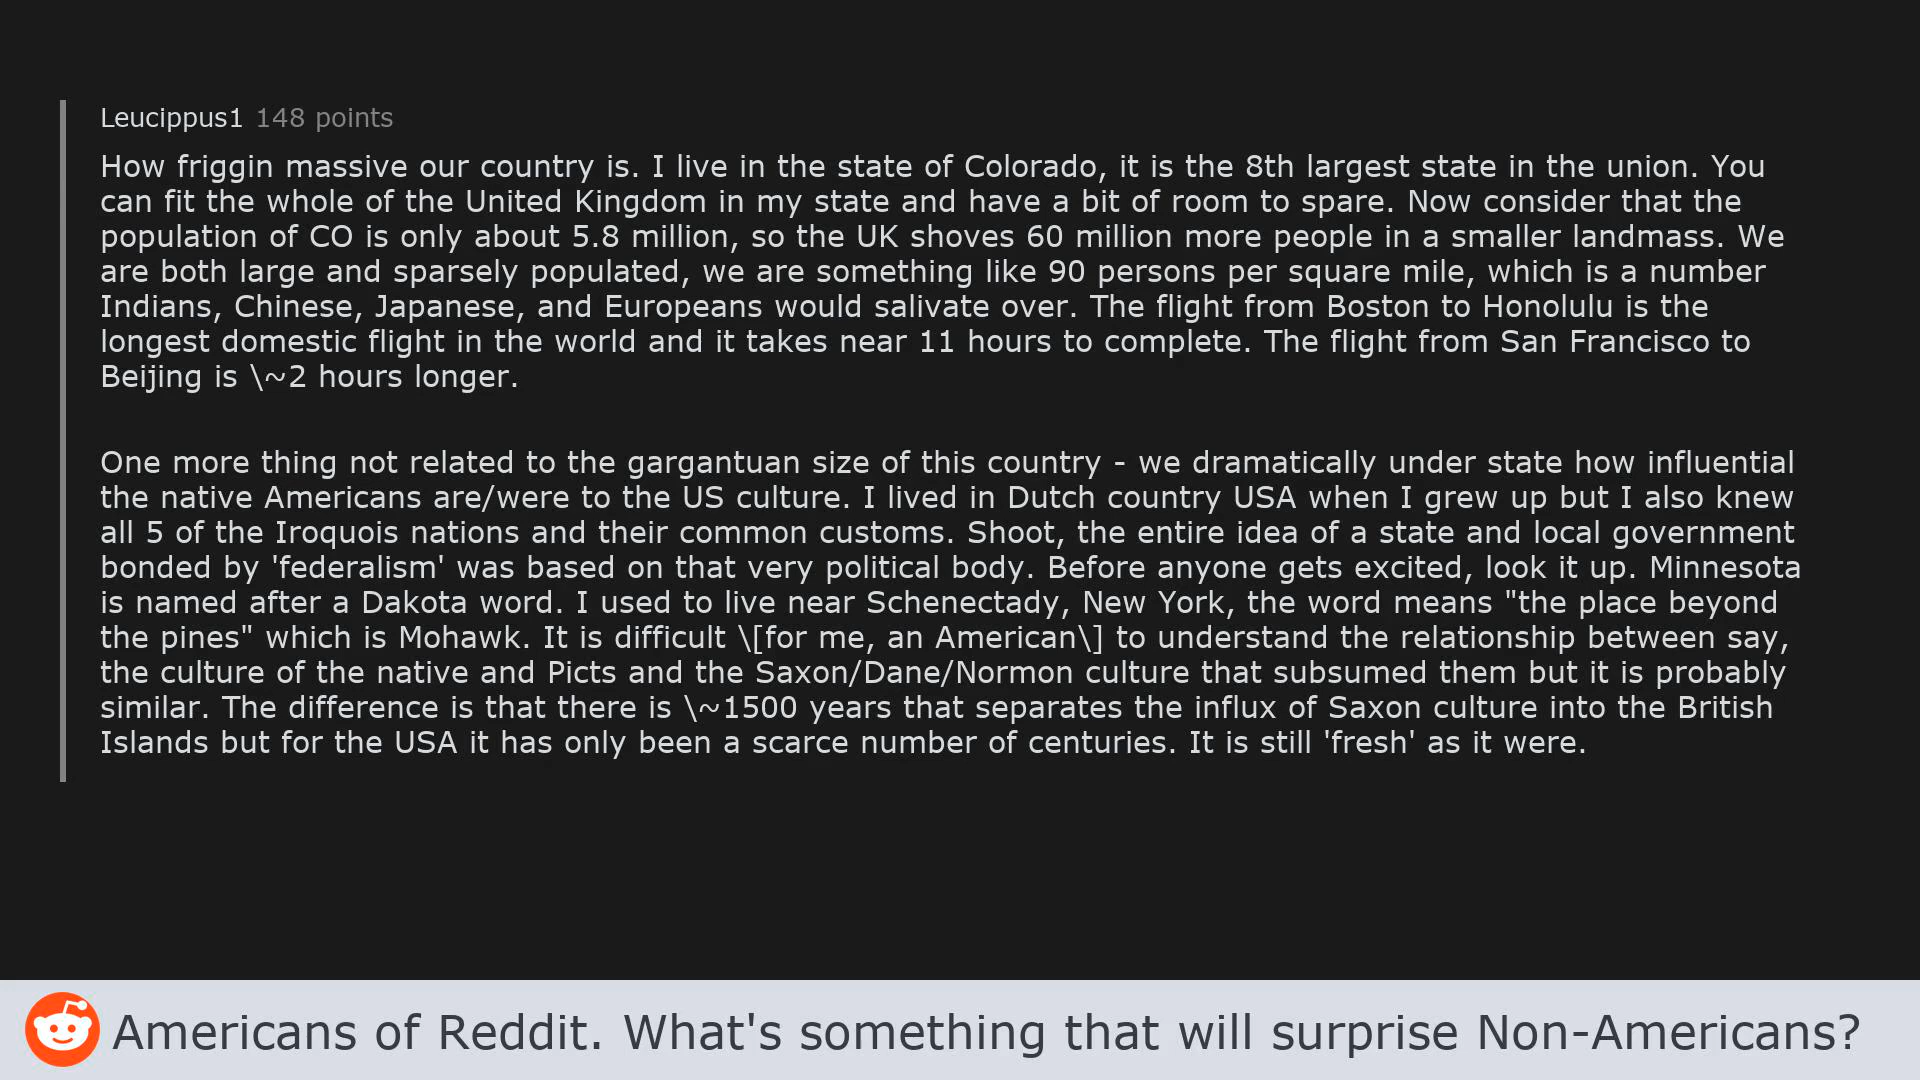 Leucippus1 148 points
How friggin massive our country is. I live in the state of Colorado, it is the 8th largest state in the union. You
can fit the whole of the United Kingdom in my state and have a bit of room to spare. Now consider that the
population of CO is only about 5.8 million, so the UK shoves 60 million more people in a smaller landmass. We
are both large and sparsely populated, we are something like 90 persons per square mile, which is a number
Indians, Chinese, Japanese, and Europeans would salivate over. The flight from Boston to Honolulu is the
longest domestic flight in the world and it takes near 11 hours to complete. The flight from San Francisco to
Beijing is \~2 hours longer.
One more thing not related to the gargantuan size of this country - we dramatically under state how influential
the native Americans are/were to the US culture. I lived in Dutch country USA when I grew up but I also knew
all 5 of the Iroquois nations and their common customs. Shoot, the entire idea of a state and local government
bonded by 'federalism' was based on that very political body. Before anyone gets excited, look it up. Minnesota
is named after a Dakota word. I used to live near Schenectady, New York, the word means "the place beyond
the pines" which is Mohawk. It is difficult \[for me, an American\] to understand the relationship between say,
the culture of the native and Picts and the Saxon/Dane/Normon culture that subsumed them but it is probably
similar. The difference is that there is \~1500 years that separates the influx of Saxon culture into the British
Islands but for the USA it has only been a scarce number of centuries. It is still 'fresh' as it were.
Americans of Reddit. What's something that will surprise Non-Americans?